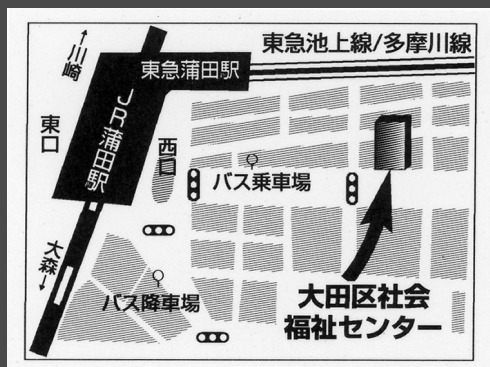 ↑川崎
東急池上線/多摩川線
東急蒲田駅
JR蒲田駅
東口
西口
バス乗車場
大森↓
バス降車場
大田区社会
福祉センター